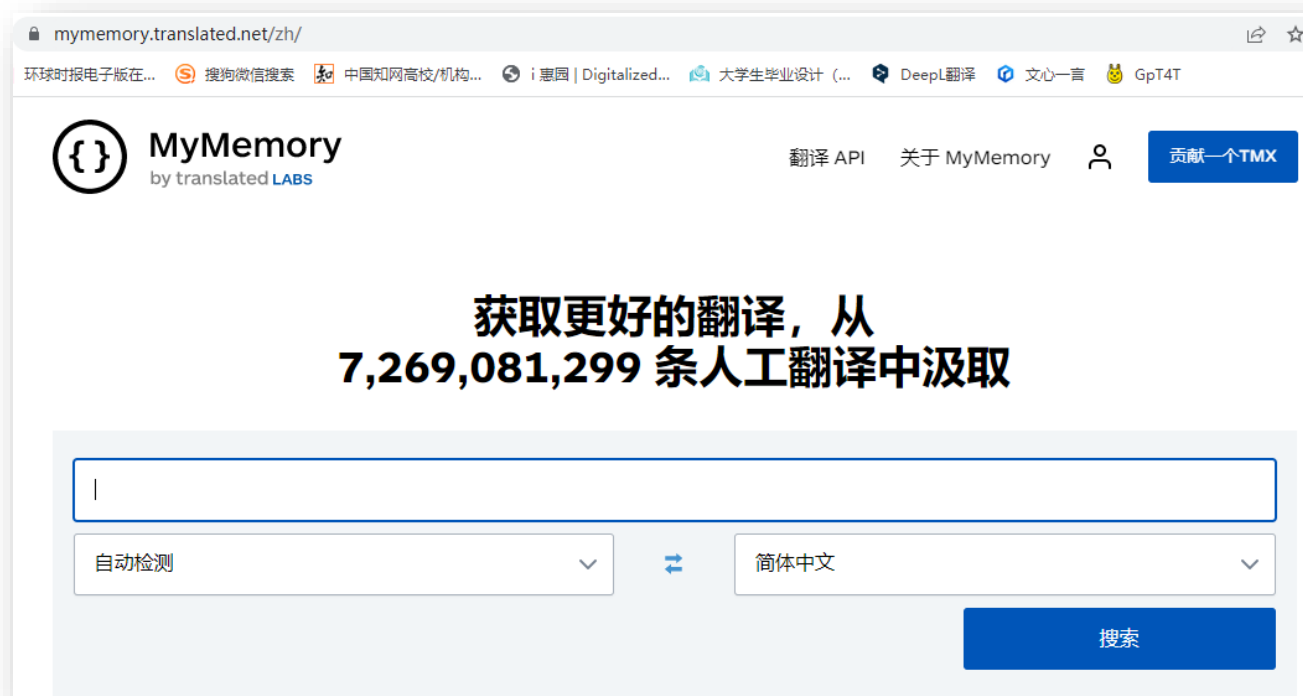 mymemory.translated.net/zh/
环球时报电子版在... 搜狗微信搜索 中国知网高校/机构... i 惠园 | Digitalized... 大学生毕业设计（... DeepL翻译 文心一言 GpT4T
{} MyMemory
by translated LABS
翻译 API 关于 MyMemory 贡献一个TMX
获取更好的翻译，从
7,269,081,299 条人工翻译中汲取
自动检测 简体中文
搜索